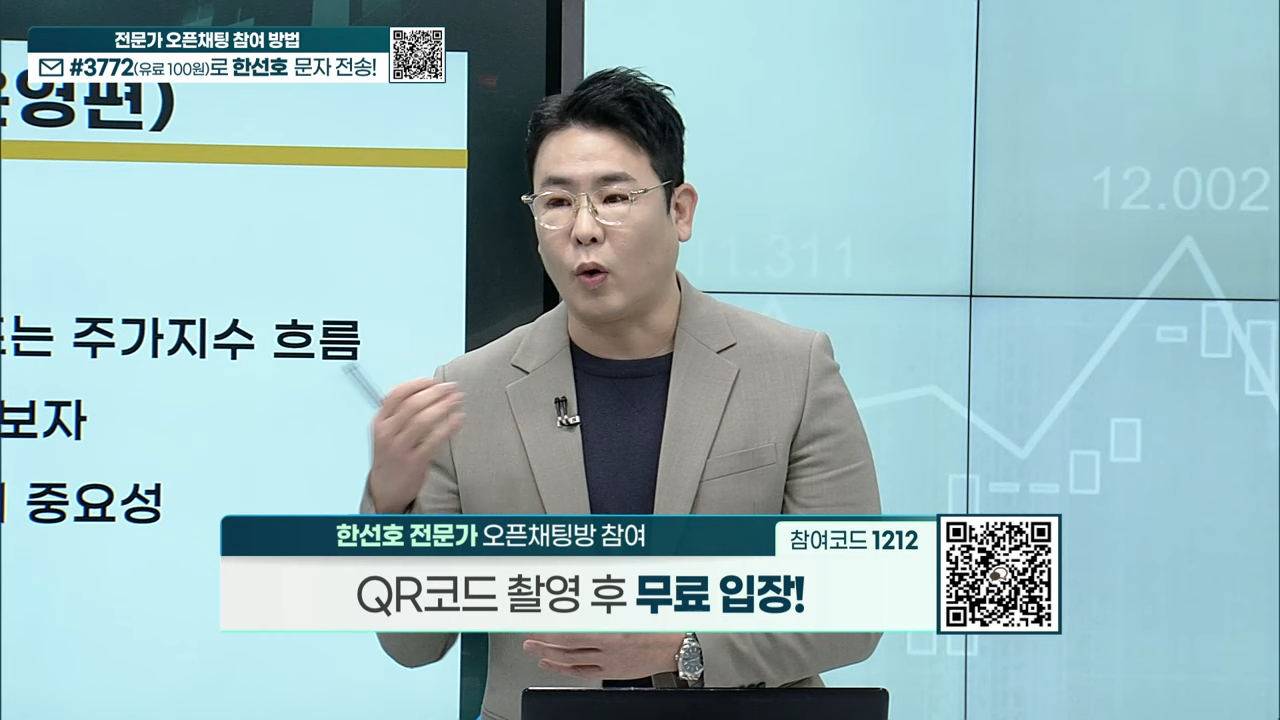 전문가 오픈채팅 참여 방법
#3772(유료 100원)로 한선호 문자 전송!
운영편)
12.002
11.311
또는 주가지수 흐름
보자
중요성
한선호 전문가 오픈채팅방 참여
참여코드 1212
QR코드 촬영 후 무료 입장!